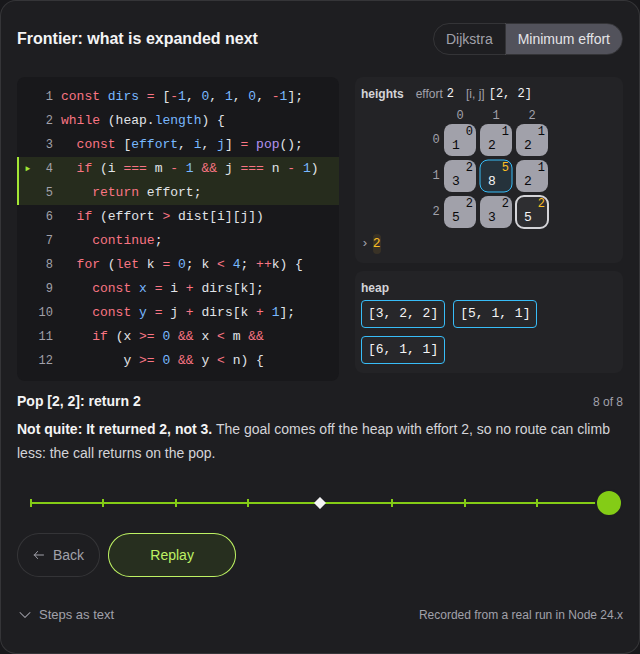 Frontier: what is expanded next
Dijkstra Minimum effort
1 const dirs = [-1, 0, 1, 0, -1];
2 while (heap.length) {
3 const [effort, i, j] = pop();
▸ 4 if (i === m - 1 && j === n - 1)
5 return effort;
6 if (effort > dist[i][j])
7 continue;
8 for (let k = 0; k < 4; ++k) {
9 const x = i + dirs[k];
10 const y = j + dirs[k + 1];
11 if (x >= 0 && x < m &&
12 y >= 0 && y < n) {
heights effort 2 [i, j] [2, 2]
0 1 2
0 1 0 2 1 2 1
1 3 2 8 5 2 1
2 5 2 3 2 5 2
› 2
heap
[3, 2, 2] [5, 1, 1]
[6, 1, 1]
Pop [2, 2]: return 2
8 of 8
Not quite: It returned 2, not 3. The goal comes off the heap with effort 2, so no route can climb
less: the call returns on the pop.
← Back
Replay
Steps as text
Recorded from a real run in Node 24.x